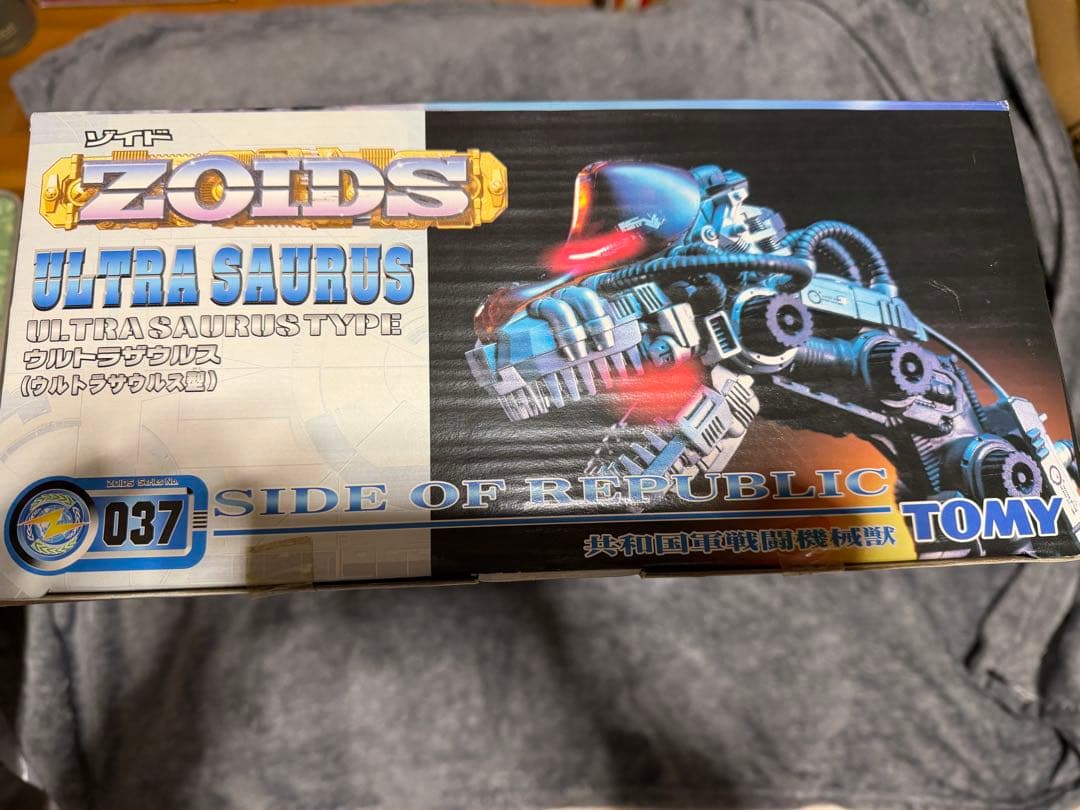 ゾイド
ZOIDS
ULTRA SAURUS
ULTRASAURUS TYPE
ウルトラザウルス
(ウルトラサウルス型)
ZOIDS Series No.
037
SIDE OF REPUBLIC
共和国軍戦闘機械獣
TOMY